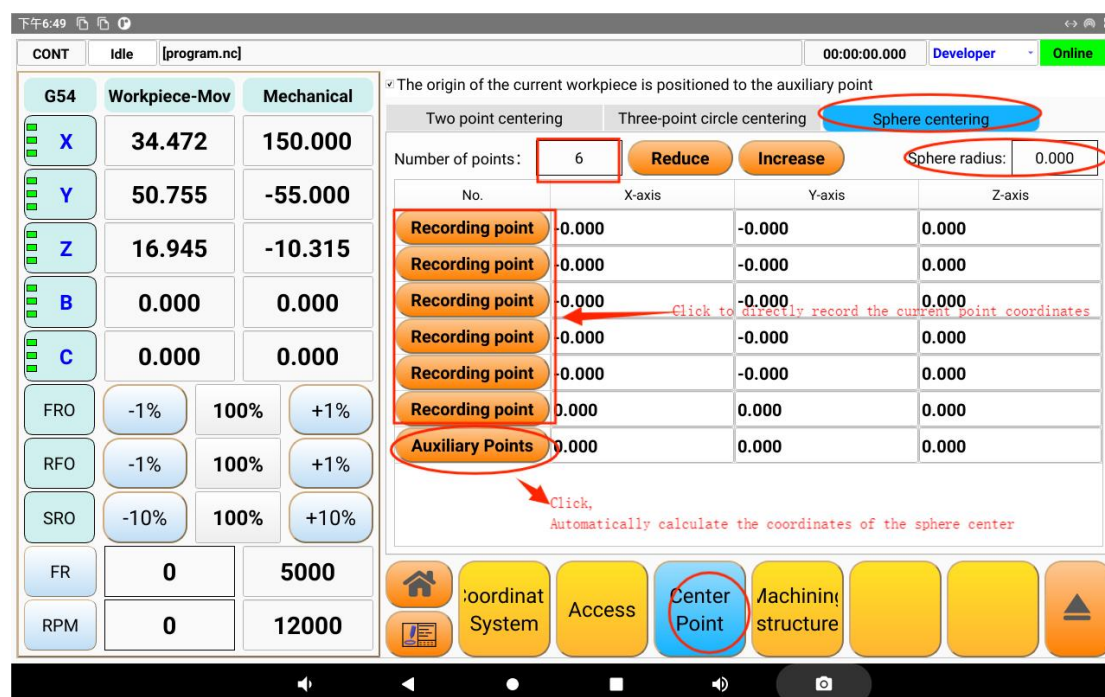 下午6:49
CONT Idle [program.nc] 00:00:00.000 Developer Online
G54 Workpiece-Mov Mechanical
X 34.472 150.000
Y 50.755 -55.000
Z 16.945 -10.315
B 0.000 0.000
C 0.000 0.000
FRO -1% 100% +1%
RFO -1% 100% +1%
SRO -10% 100% +10%
FR 0 5000
RPM 0 12000
The origin of the current workpiece is positioned to the auxiliary point
Two point centering Three-point circle centering Sphere centering
Number of points: 6 Reduce Increase Sphere radius: 0.000
No. X-axis Y-axis Z-axis
Recording point -0.000 -0.000 0.000
Recording point -0.000 -0.000 0.000
Recording point -0.000 -0.000 0.000
Click to directly record the current point coordinates
Recording point -0.000 -0.000 0.000
Recording point -0.000 -0.000 0.000
Recording point 0.000 0.000 0.000
Auxiliary Points 0.000 0.000 0.000
Click,
Automatically calculate the coordinates of the sphere center
:oordinat
System
Access
Center
Point
Machining
structure